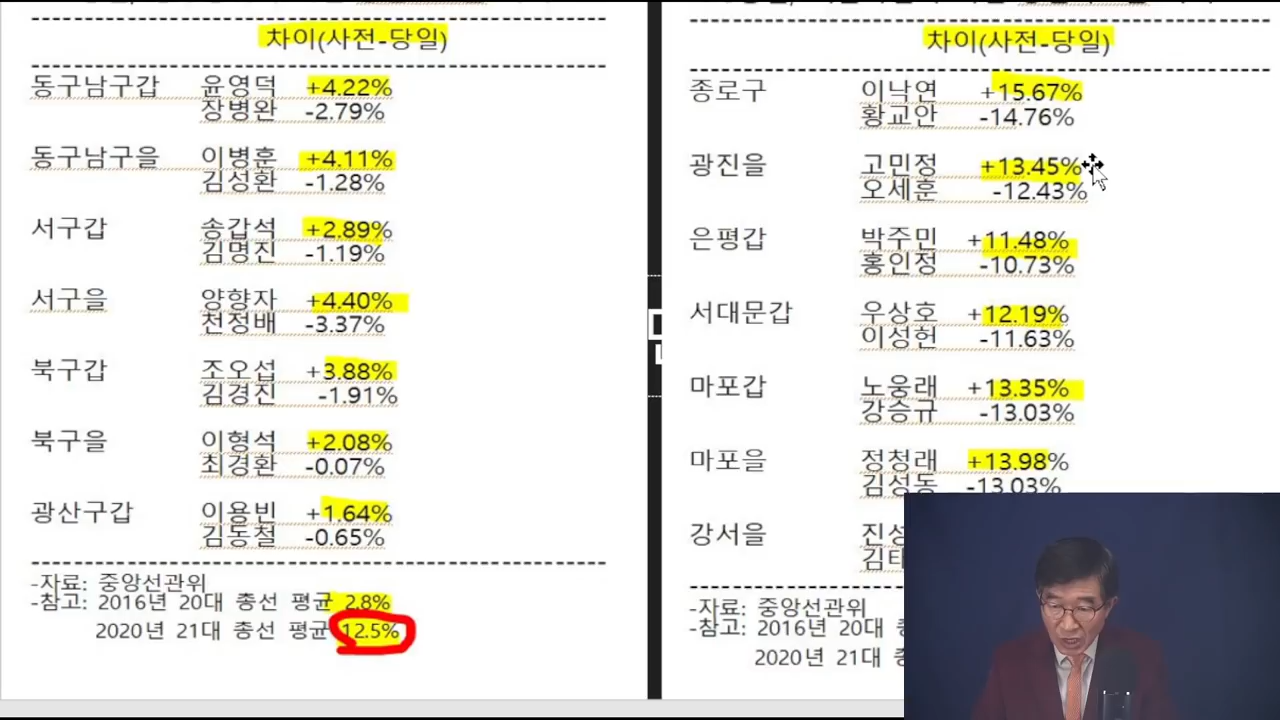 차이(사전-당일)
동구남구갑 윤영덕 +4.22%
장병완 -2.79%
동구남구을 이병훈 +4.11%
김성환 -1.28%
서구갑 송갑석 +2.89%
김명진 -1.19%
서구을 양향자 +4.40%
천정배 -3.37%
북구갑 조오섭 +3.88%
김경진 -1.91%
북구을 이형석 +2.08%
최경환 -0.07%
광산구갑 이용빈 +1.64%
김동철 -0.65%
-자료: 중앙선관위
-참고: 2016년 20대 총선 평균 2.8%
2020년 21대 총선 평균 12.5%
차이(사전-당일)
종로구 이낙연 +15.67%
황교안 -14.76%
광진을 고민정 +13.45%
오세훈 -12.43%
은평갑 박주민 +11.48%
홍인정 -10.73%
서대문갑 우상호 +12.19%
이성헌 -11.63%
마포갑 노웅래 +13.35%
강승규 -13.03%
마포을 정청래 +13.98%
김성동 -13.03%
강서을 진성
김태
-자료: 중앙선관위
-참고: 2016년 20대
2020년 21대